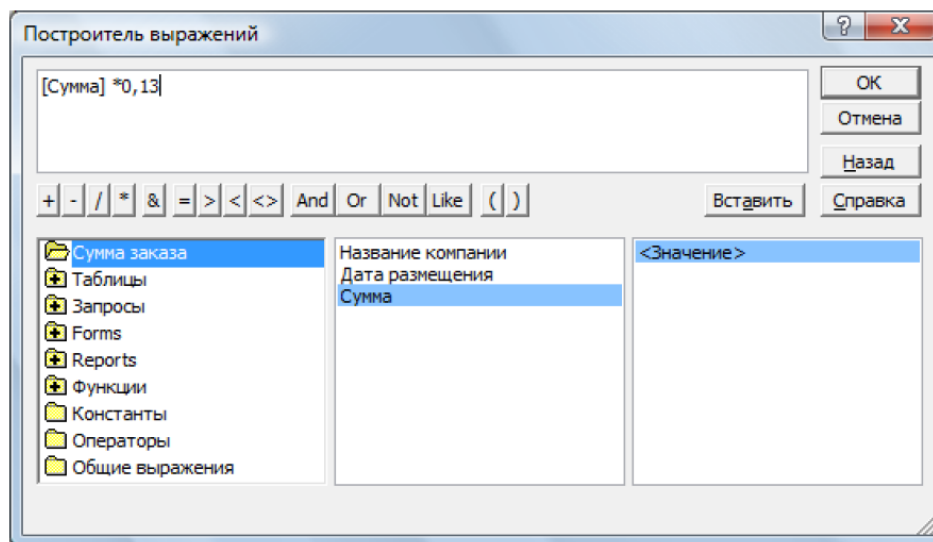 Построитель выражений
?
X
[Сумма] *0,13
OK
Отмена
Назад
+ - / * & = > < <> And Or Not Like ( )
Вставить
Справка
Сумма заказа
Таблицы
Запросы
Forms
Reports
Функции
Константы
Операторы
Общие выражения
Название компании
Дата размещения
Сумма
<Значение>